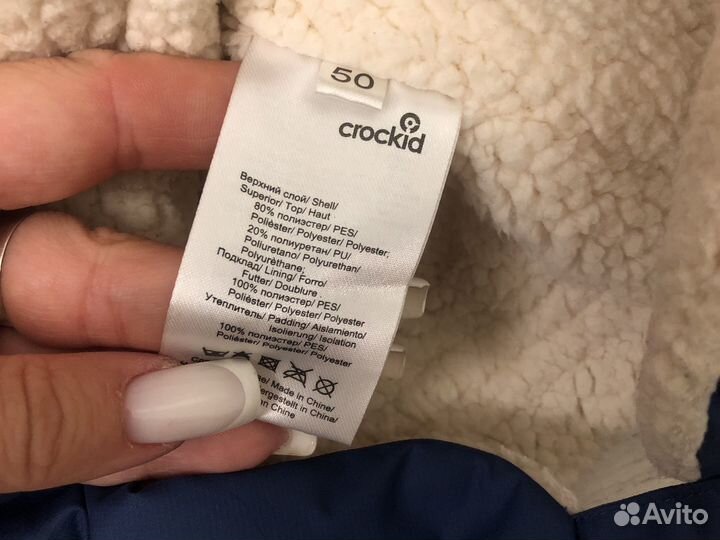 50
crockid
Верхний слой/ Shell/
Superior/ Top/ Haut
80% полиэстер/ PES/
Poliéster/ Polyester/ Polyester;
20% полиуретан/ PU/
Poliuretano/ Polyurethan/
Polyuréthane;
Подклад/ Lining/ Forro/
Futter/ Doublure
100% полиэстер/ PES/
Poliéster/ Polyester/ Polyester
Утеплитель/ Padding/ Aislamiento/
Isolierung/ Isolation
100% полиэстер/ PES/
Poliéster/ Polyester/ Polyester
Made in Chine/
in China/
en Chine
Avito